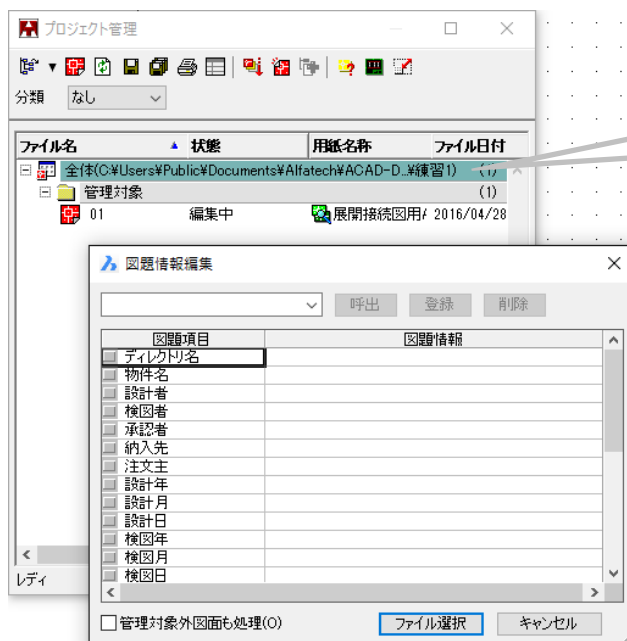 プロジェクト管理
分類 なし
ファイル名 状態 用紙名称 ファイル日付
全体(C:¥Users¥Public¥Documents¥Alfatech¥ACAD-D..¥練習1) (1)
管理対象 (1)
01 編集中 展開接続図用A 2016/04/28
図題情報編集
呼出 登録 削除
図題項目 図題情報
ディレクトリ名
物件名
設計者
検図者
承認者
納入先
注文主
設計年
設計月
設計日
検図年
検図月
検図日
レディ
管理対象外図面も処理(O) ファイル選択 キャンセル